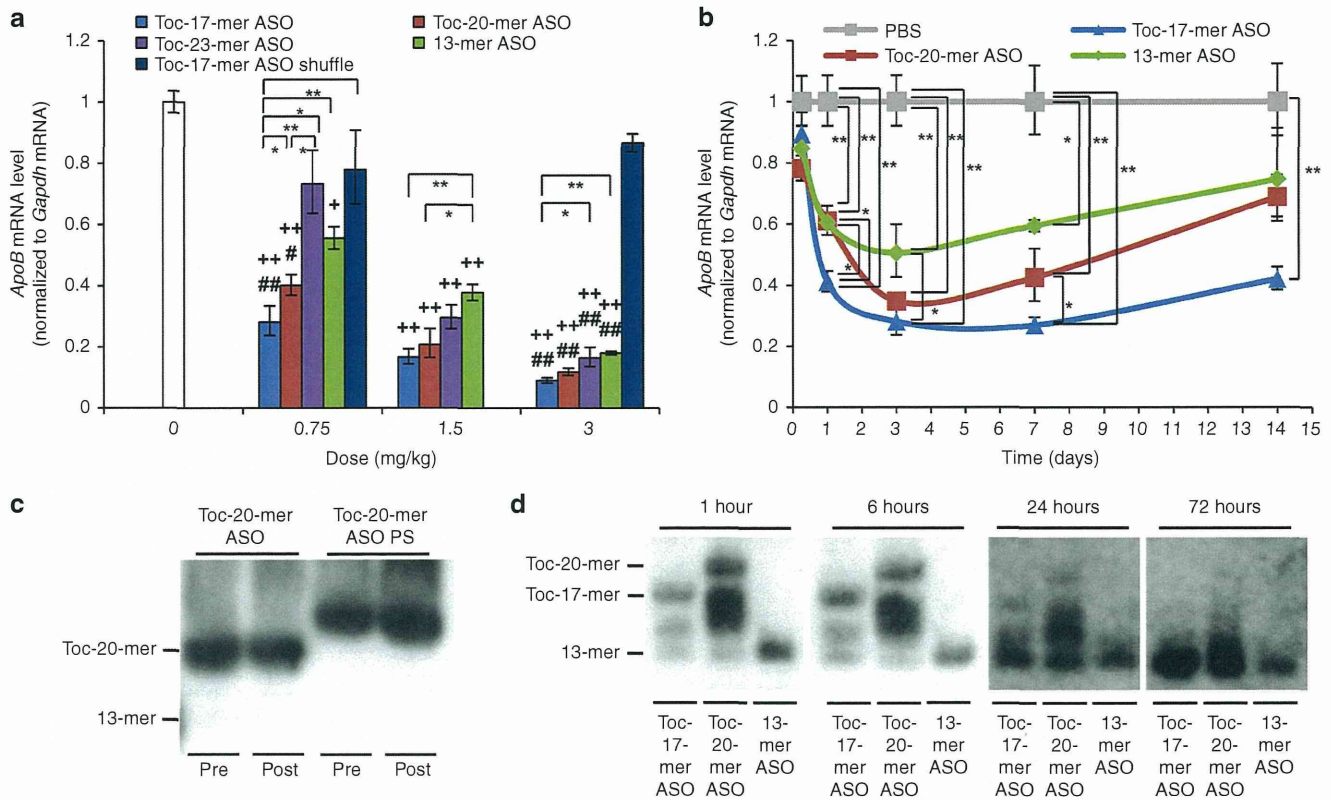 a
Toc-17-mer ASO
Toc-20-mer ASO
Toc-23-mer ASO
13-mer ASO
Toc-17-mer ASO shuffle
ApoB mRNA level
(normalized to Gapdh mRNA)
1.2
1
0.8
0.6
0.4
0.2
0
**
*
**
*
*
++
##
++
#
+
**
*
++
++
++
++
**
*
++
##
++
##
++
##
++
##
0
0.75
1.5
3
Dose (mg/kg)
b
PBS
Toc-17-mer ASO
Toc-20-mer ASO
13-mer ASO
ApoB mRNA level
(normalized to Gapdh mRNA)
1.2
1
0.8
0.6
0.4
0.2
0
**
**
**
*
*
**
**
**
*
*
**
**
*
**
0 1 2 3 4 5 6 7 8 9 10 11 12 13 14 15
Time (days)
c
Toc-20-mer
ASO
Toc-20-mer
ASO PS
Toc-20-mer
13-mer
Pre
Post
Pre
Post
d
1 hour
6 hours
24 hours
72 hours
Toc-20-mer
Toc-17-mer
13-mer
Toc-
17-
mer
ASO
Toc-
20-
mer
ASO
13-
mer
ASO
Toc-
17-
mer
ASO
Toc-
20-
mer
ASO
13-
mer
ASO
Toc-
17-
mer
ASO
Toc-
20-
mer
ASO
13-
mer
ASO
Toc-
17-
mer
ASO
Toc-
20-
mer
ASO
13-
mer
ASO